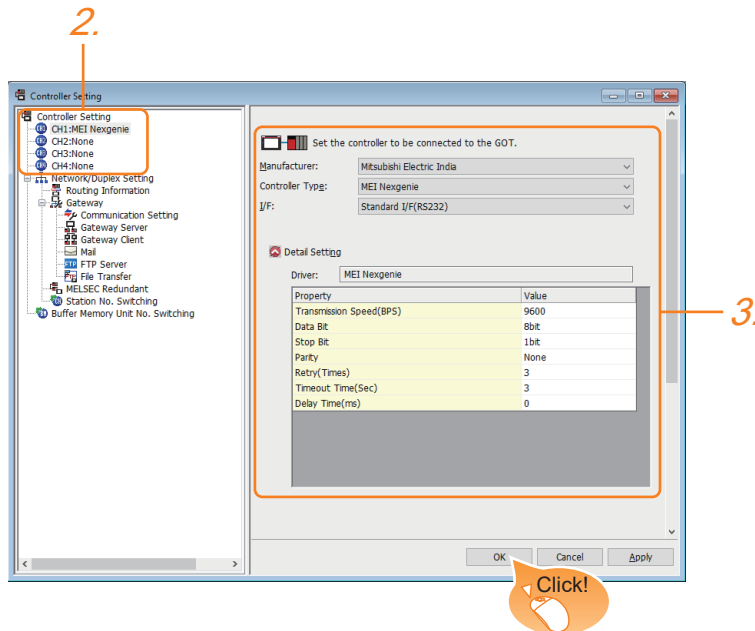 2.
Controller Setting
Controller Setting
CH1:MEI Nexgenie
CH2:None
CH3:None
CH4:None
Network/Duplex Setting
Routing Information
Gateway
Communication Setting
Gateway Server
Gateway Client
Mail
FTP Server
File Transfer
MELSEC Redundant
Station No. Switching
Buffer Memory Unit No. Switching
Set the controller to be connected to the GOT.
Manufacturer: Mitsubishi Electric India
Controller Type: MEI Nexgenie
I/F: Standard I/F(RS232)
Detail Setting
Driver: MEI Nexgenie
Property Value
Transmission Speed(BPS) 9600
Data Bit 8bit
Stop Bit 1bit
Parity None
Retry(Times) 3
Timeout Time(Sec) 3
Delay Time(ms) 0
3.
OK Cancel Apply
Click!